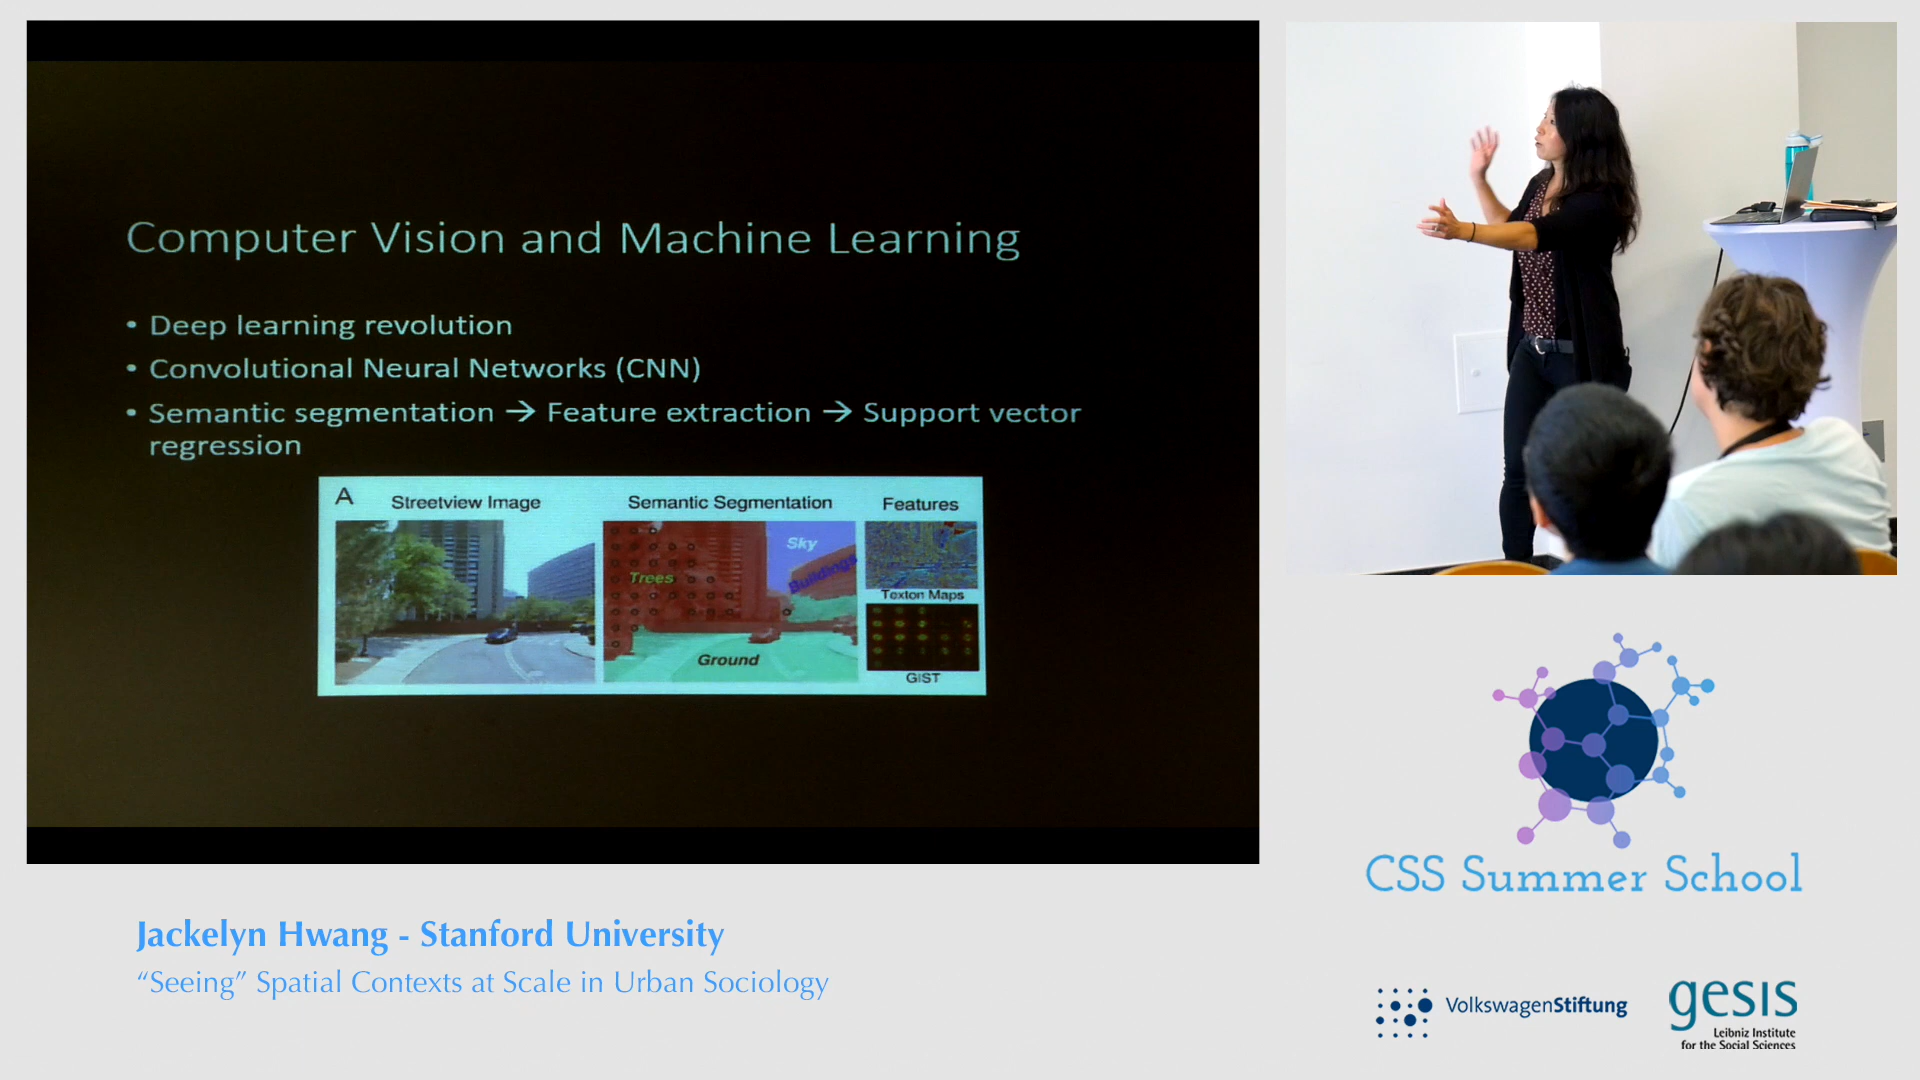 Computer Vision and Machine Learning
• Deep learning revolution
• Convolutional Neural Networks (CNN)
• Semantic segmentation → Feature extraction → Support vector
regression
A
Streetview Image
Semantic Segmentation
Features
Sky
Trees
Buildings
Texton Maps
Ground
GIST
CSS Summer School
Jackelyn Hwang - Stanford University
“Seeing” Spatial Contexts at Scale in Urban Sociology
VolkswagenStiftung
gesis
Leibniz Institute
for the Social Sciences